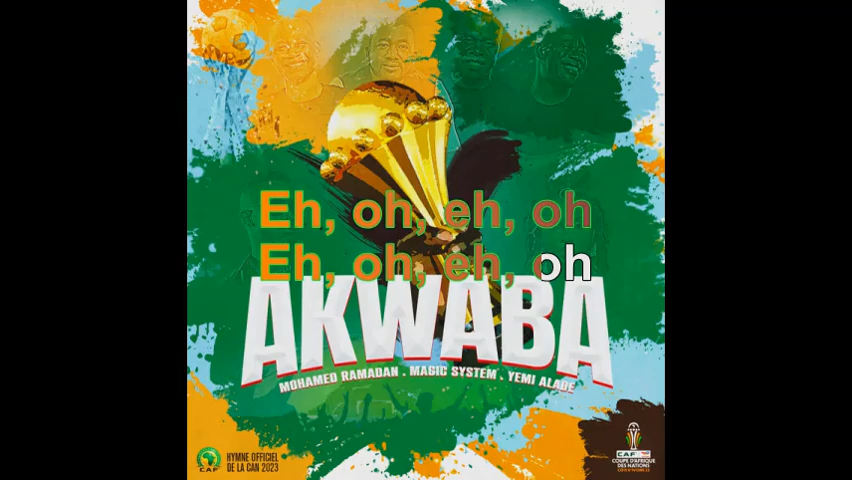 Eh, oh, eh, oh
Eh, oh, eh, oh
AKWABA
MOHAMED RAMADAN . MAGIC SYSTEM . YEMI ALADE
CAF
HYMNE OFFICIEL
DE LA CAN 2023
CAF
COUPE D'AFRIQUE
DES NATIONS